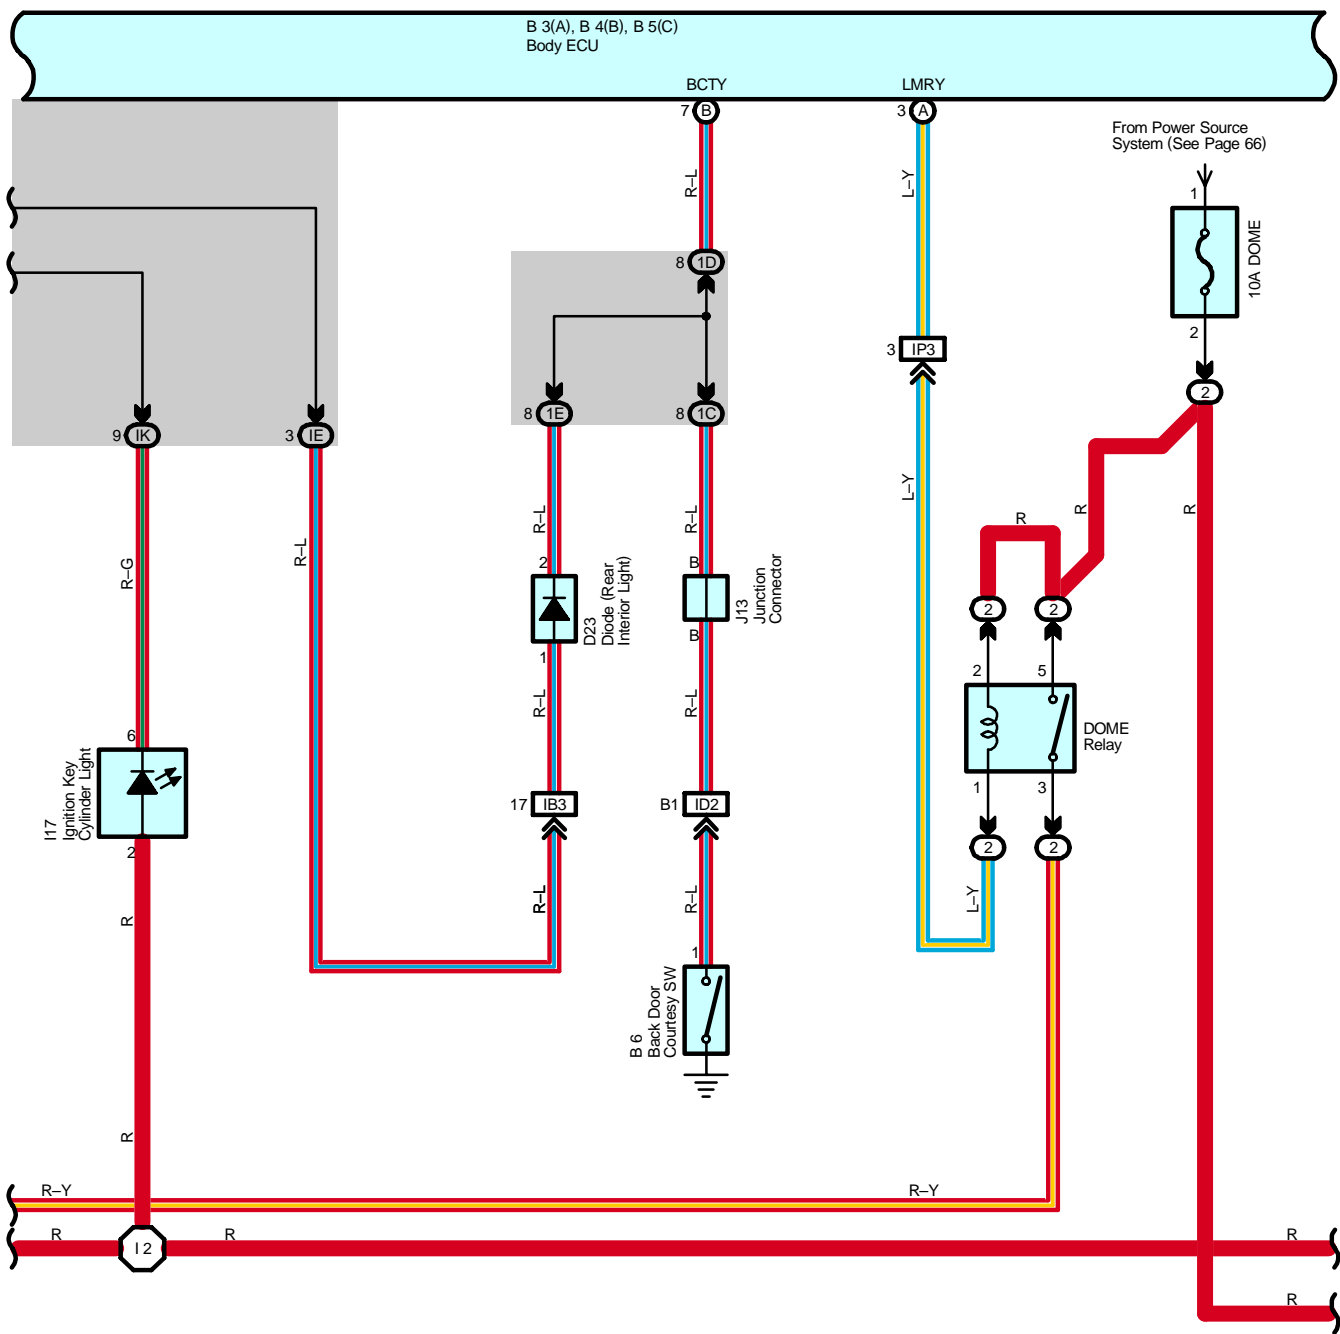 B 3(A), B 4(B), B 5(C)
Body ECU
BCTY
LMRY
7 B
3 A
From Power Source
System (See Page 66)
R–L
L–Y
1
10A DOME
2
8 1D
3 IP3
2
8 1E
8 1C
9 IK
3 IE
R–G
R–L
R–L
R–L
L–Y
R
R
R
2
D23
Diode (Rear
Interior Light)
1
B
J13
Junction
Connector
B
2
2
2
5
DOME
Relay
1
3
R–L
R–L
6
I17
Ignition Key
Cylinder Light
2
17 IB3
B1 ID2
2
2
R
R–L
R–L
L–Y
1
B 6
Back Door
Courtesy SW
R
R–Y
R–Y
R
R
R
I 2
R